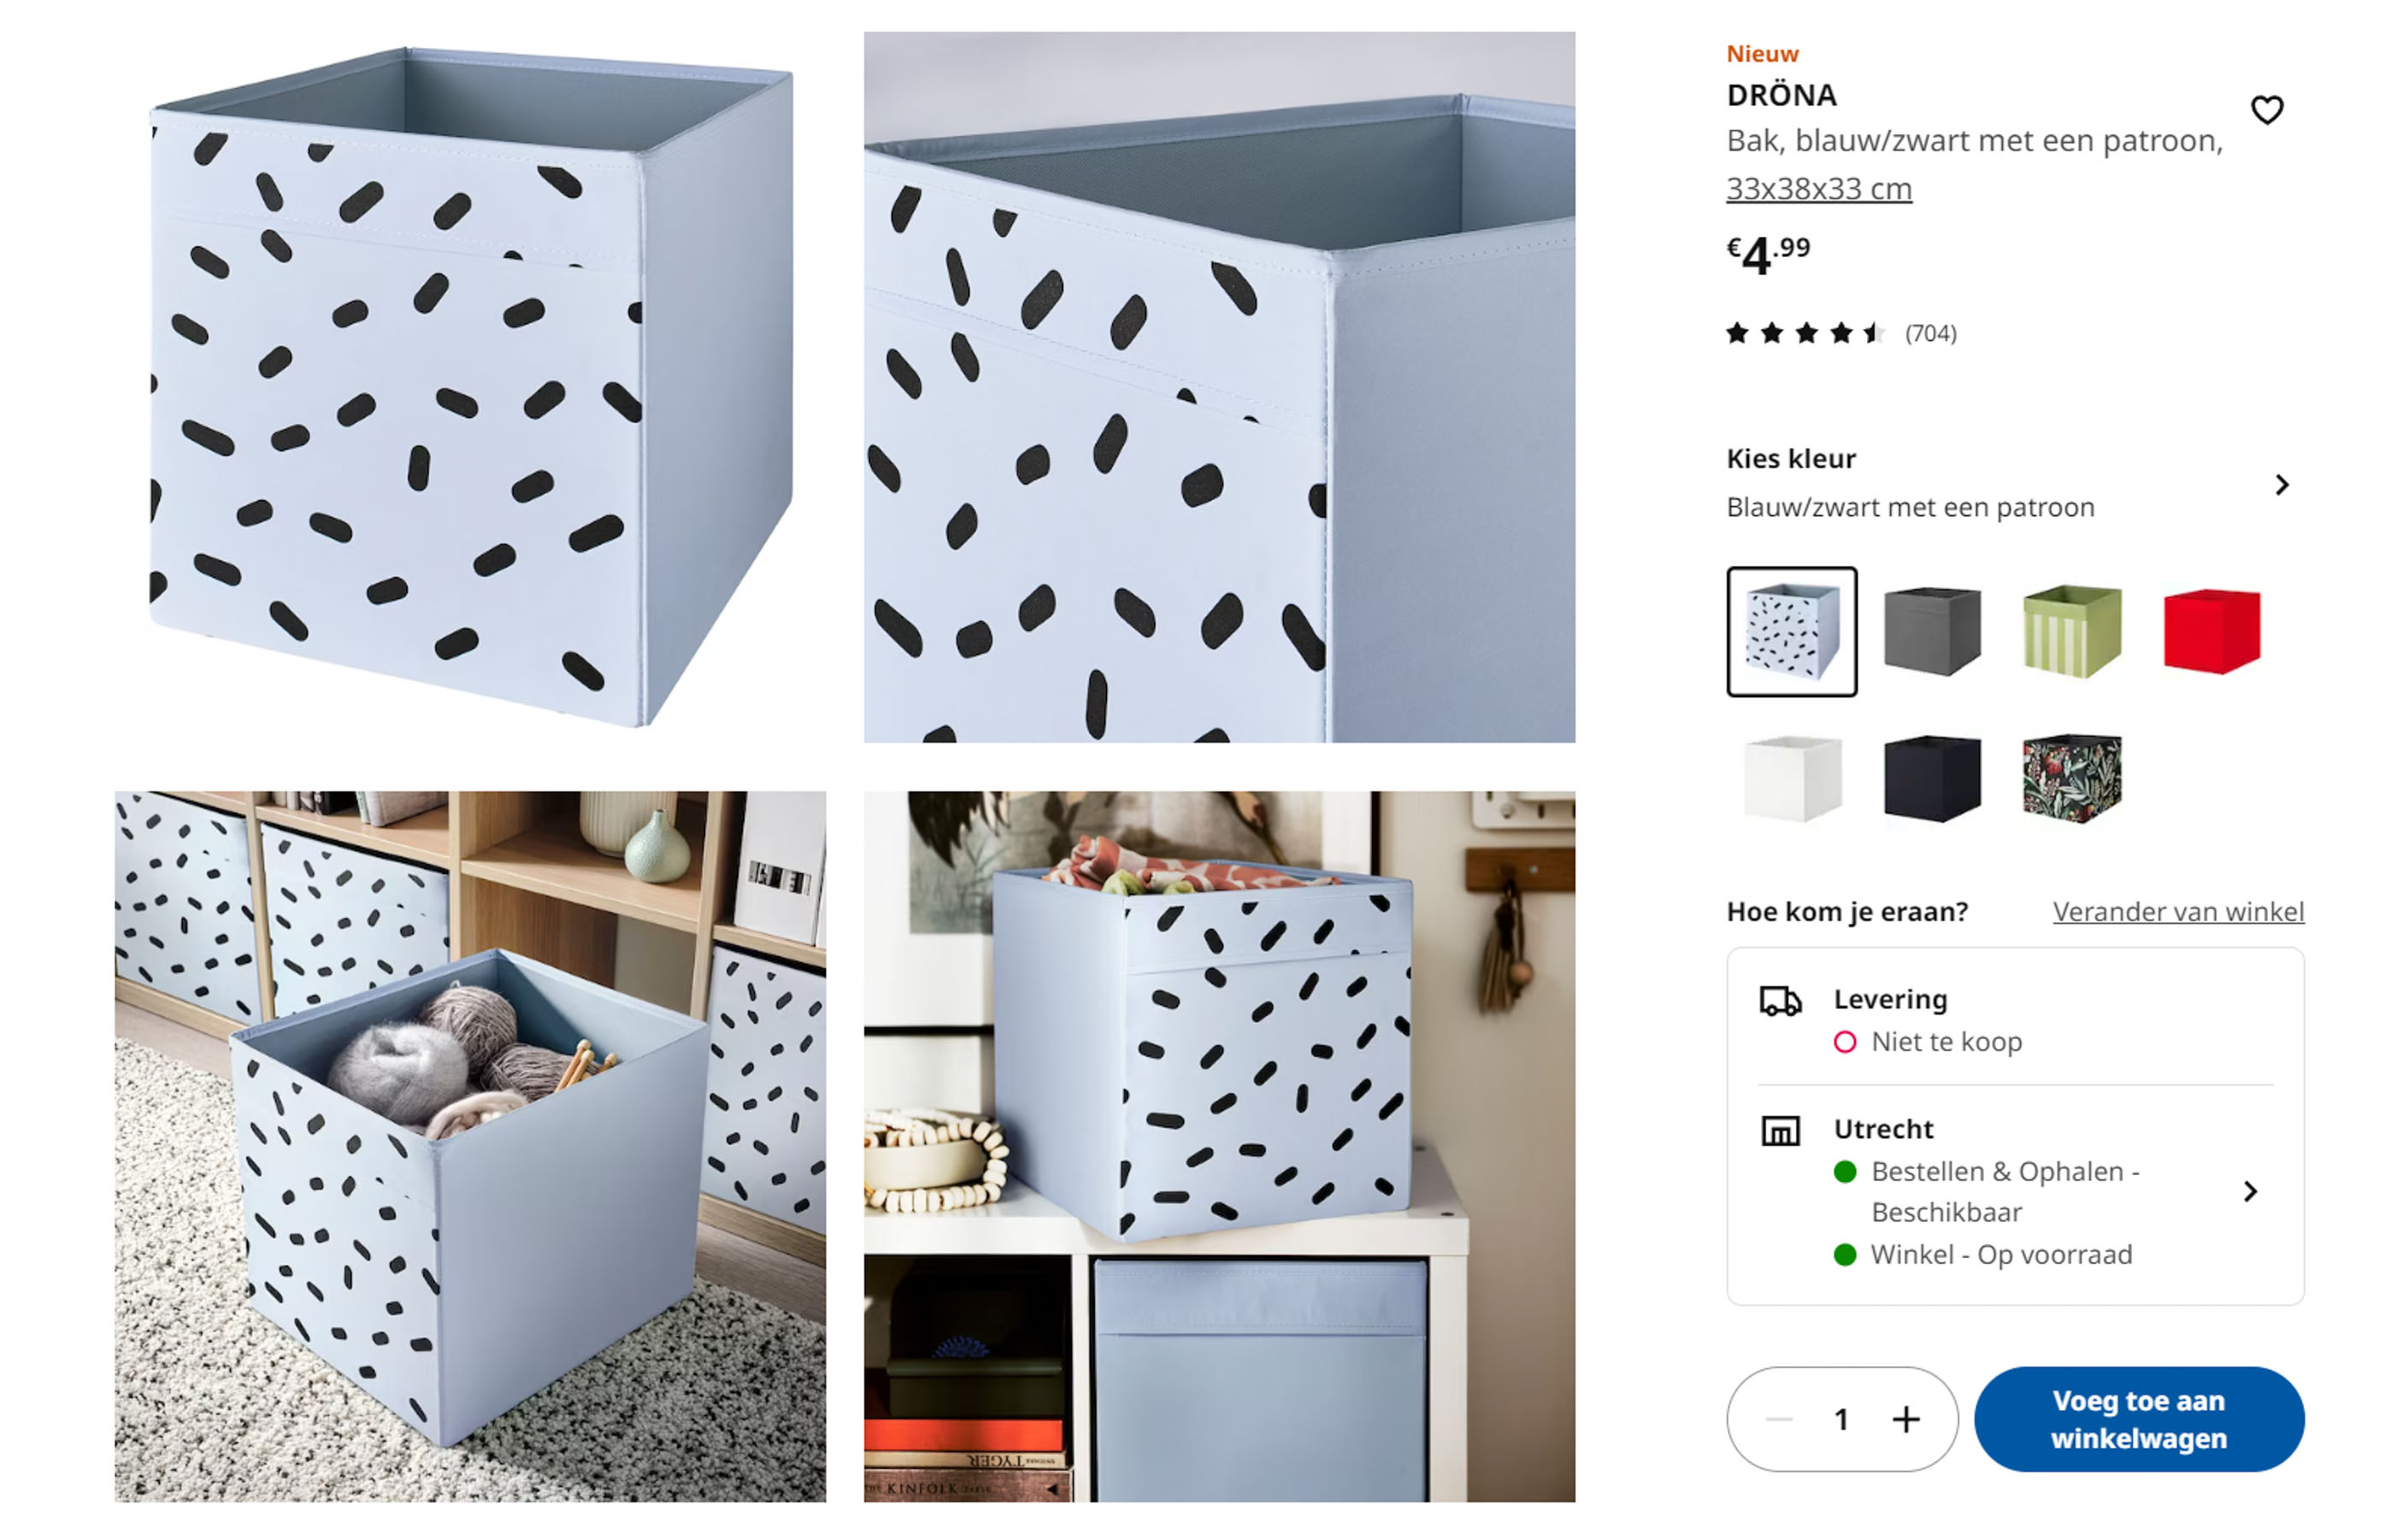 Nieuw
DRÖNA
Bak, blauw/zwart met een patroon,
33x38x33 cm
€4.99
(704)
Kies kleur
Blauw/zwart met een patroon
Hoe kom je eraan? Verander van winkel
Levering
Niet te koop
Utrecht
Bestellen & Ophalen -
Beschikbaar
Winkel - Op voorraad
1
Voeg toe aan
winkelwagen
TYGER
KINFOLK